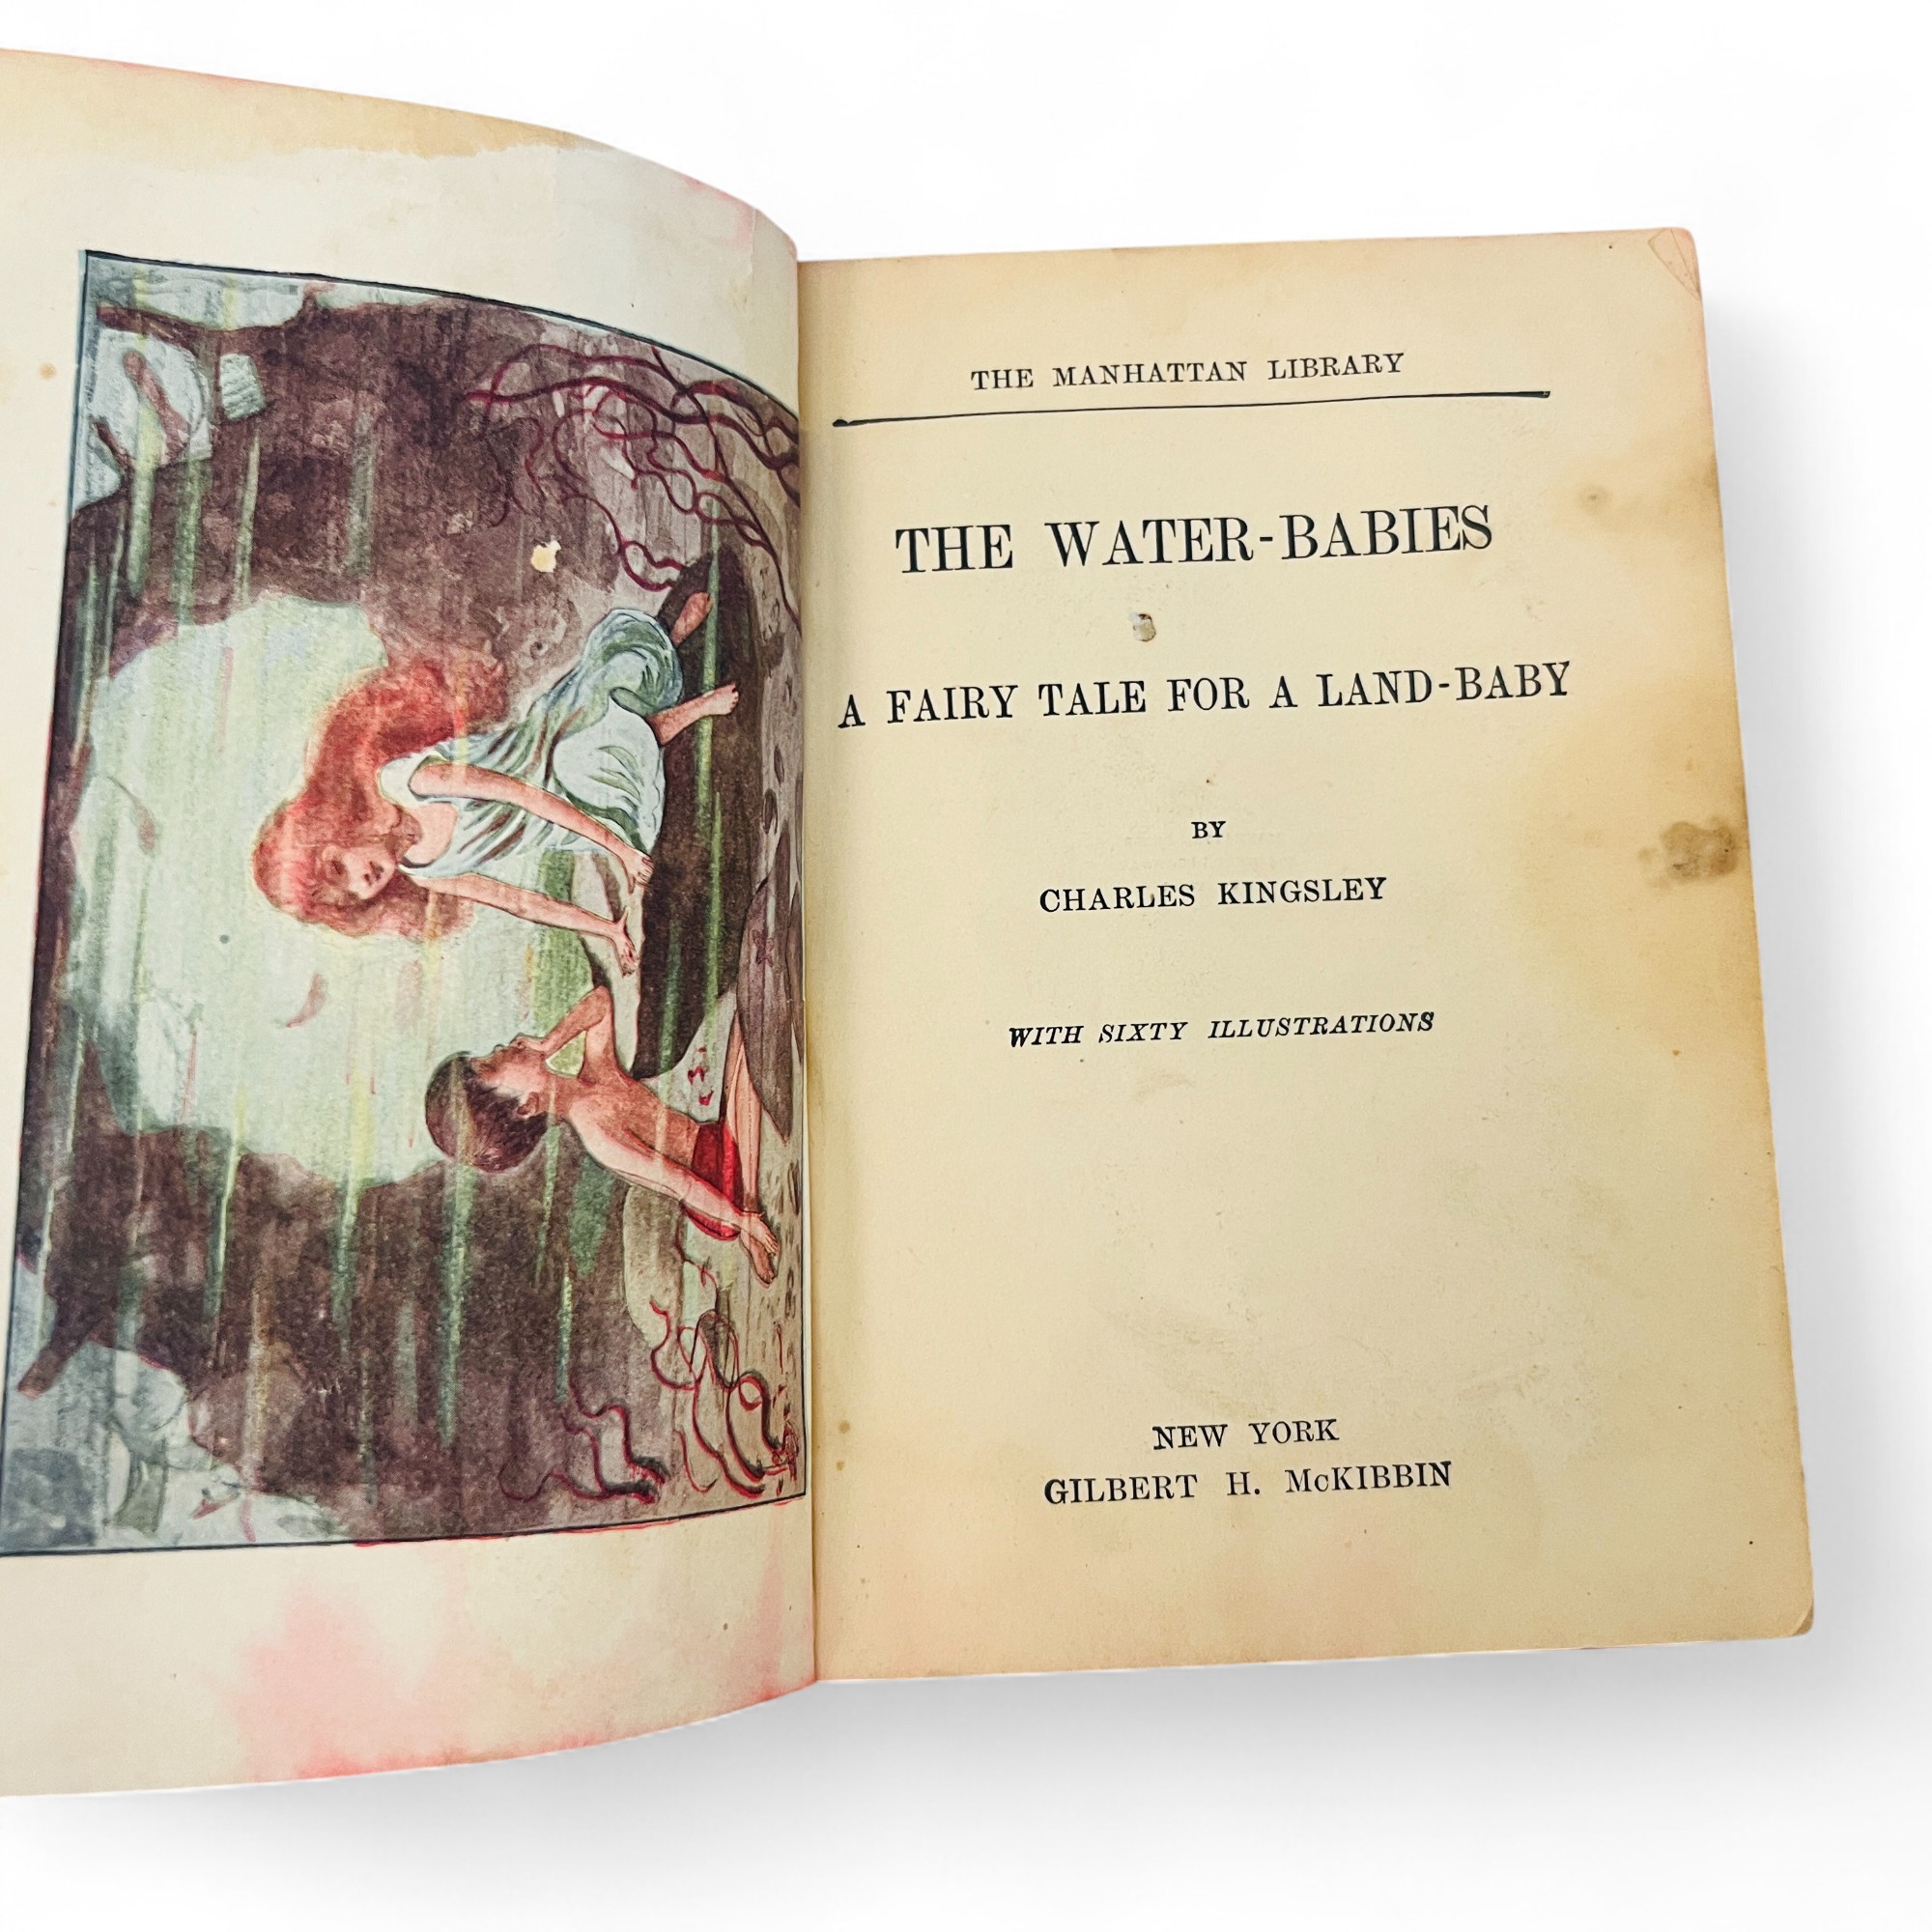 THE MANHATTAN LIBRARY
THE WATER-BABIES
A FAIRY TALE FOR A LAND-BABY
BY
CHARLES KINGSLEY
WITH SIXTY ILLUSTRATIONS
NEW YORK
GILBERT H. McKIBBIN